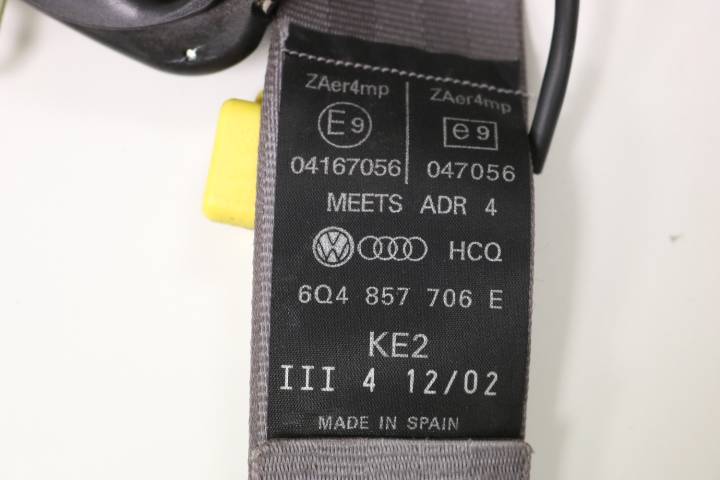 ZAer4mp ZAer4mp
E9 e9
04167056 047056
MEETS ADR 4
VW HCQ
6Q4 857 706 E
KE2
III 4 12/02
MADE IN SPAIN